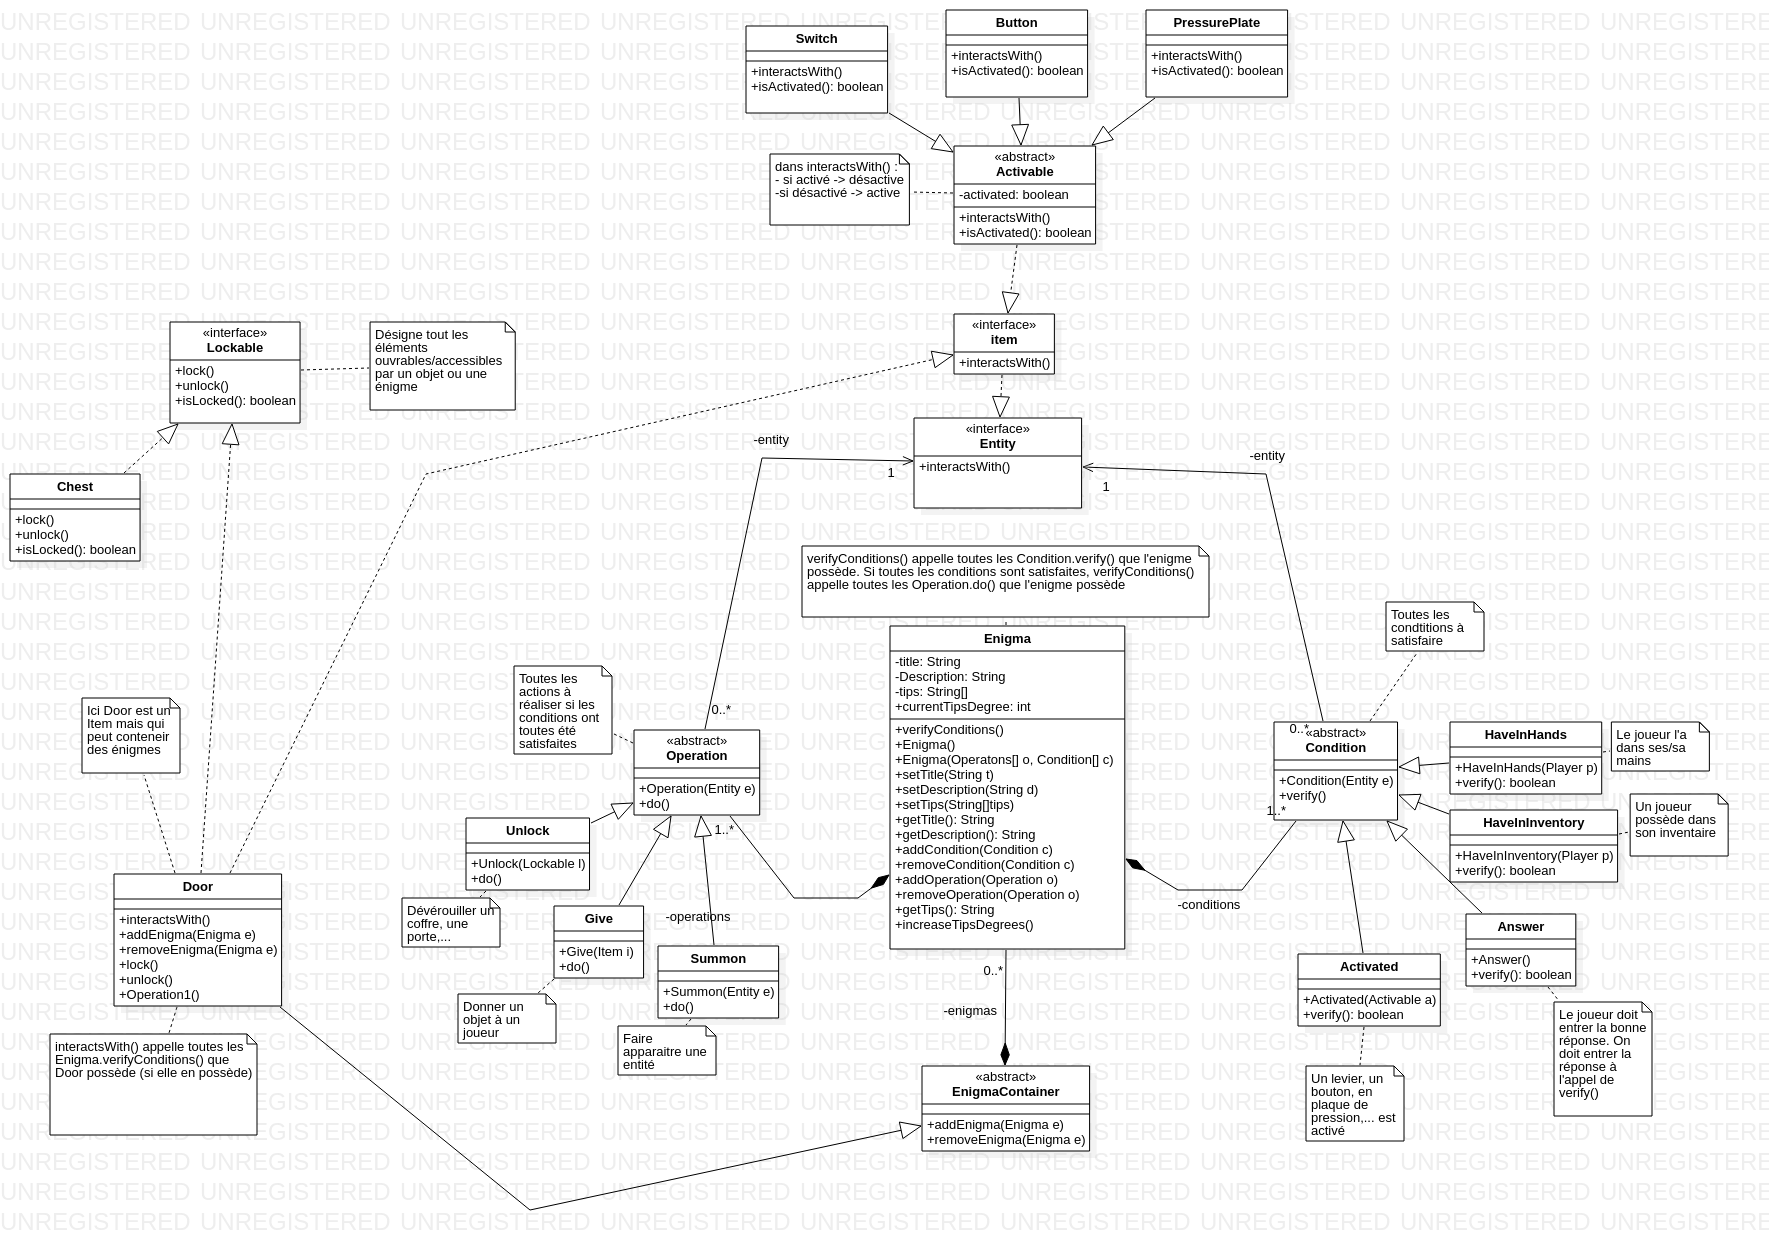 Switch
+interactsWith()
+isActivated(): boolean
Button
+interactsWith()
+isActivated(): boolean
PressurePlate
+interactsWith()
+isActivated(): boolean
dans interactsWith() :
- si activé -> désactive
-si désactivé -> active
«abstract»
Activable
-activated: boolean
+interactsWith()
+isActivated(): boolean
«interface»
item
+interactsWith()
«interface»
Lockable
+lock()
+unlock()
+isLocked(): boolean
Désigne tout les
éléments
ouvrables/accessibles
par un objet ou une
énigme
«interface»
Entity
+interactsWith()
-entity
1
-entity
1
Chest
+lock()
+unlock()
+isLocked(): boolean
verifyConditions() appelle toutes les Condition.verify() que l'enigme
possède. Si toutes les conditions sont satisfaites, verifyConditions()
appelle toutes les Operation.do() que l'enigme possède
Toutes les
condtitions à
satisfaire
Enigma
-title: String
-Description: String
-tips: String[]
+currentTipsDegree: int
+verifyConditions()
+Enigma()
+Enigma(Operatons[] o, Condition[] c)
+setTitle(String t)
+setDescription(String d)
+setTips(String[]tips)
+getTitle(): String
+getDescription(): String
+addCondition(Condition c)
+removeCondition(Condition c)
+addOperation(Operation o)
+removeOperation(Operation o)
+getTips(): String
+increaseTipsDegrees()
Toutes les
actions à
réaliser si les
conditions ont
toutes été
satisfaites
0..*
«abstract»
Operation
+Operation(Entity e)
+do()
1..*
-operations
Ici Door est un
Item mais qui
peut conteneir
des énigmes
0..*
«abstract»
Condition
+Condition(Entity e)
+verify()
1..*
-conditions
HaveInHands
+HaveInHands(Player p)
+verify(): boolean
Le joueur l'a
dans ses/sa
mains
HaveInInventory
+HaveInInventory(Player p)
+verify(): boolean
Un joueur
possède dans
son inventaire
Unlock
+Unlock(Lockable l)
+do()
Dévérouiller un
coffre, une
porte,...
Give
+Give(Item i)
+do()
Donner un
objet à un
joueur
Summon
+Summon(Entity e)
+do()
Faire
apparaitre une
entité
Door
+interactsWith()
+addEnigma(Enigma e)
+removeEnigma(Enigma e)
+lock()
+unlock()
+Operation1()
interactsWith() appelle toutes les
Enigma.verifyConditions() que
Door possède (si elle en possède)
Answer
+Answer()
+verify(): boolean
Activated
+Activated(Activable a)
+verify(): boolean
Le joueur doit
entrer la bonne
réponse. On
doit entrer la
réponse à
l'appel de
verify()
Un levier, un
bouton, en
plaque de
pression,... est
activé
0..*
-enigmas
«abstract»
EnigmaContainer
+addEnigma(Enigma e)
+removeEnigma(Enigma e)
UNREGISTERED